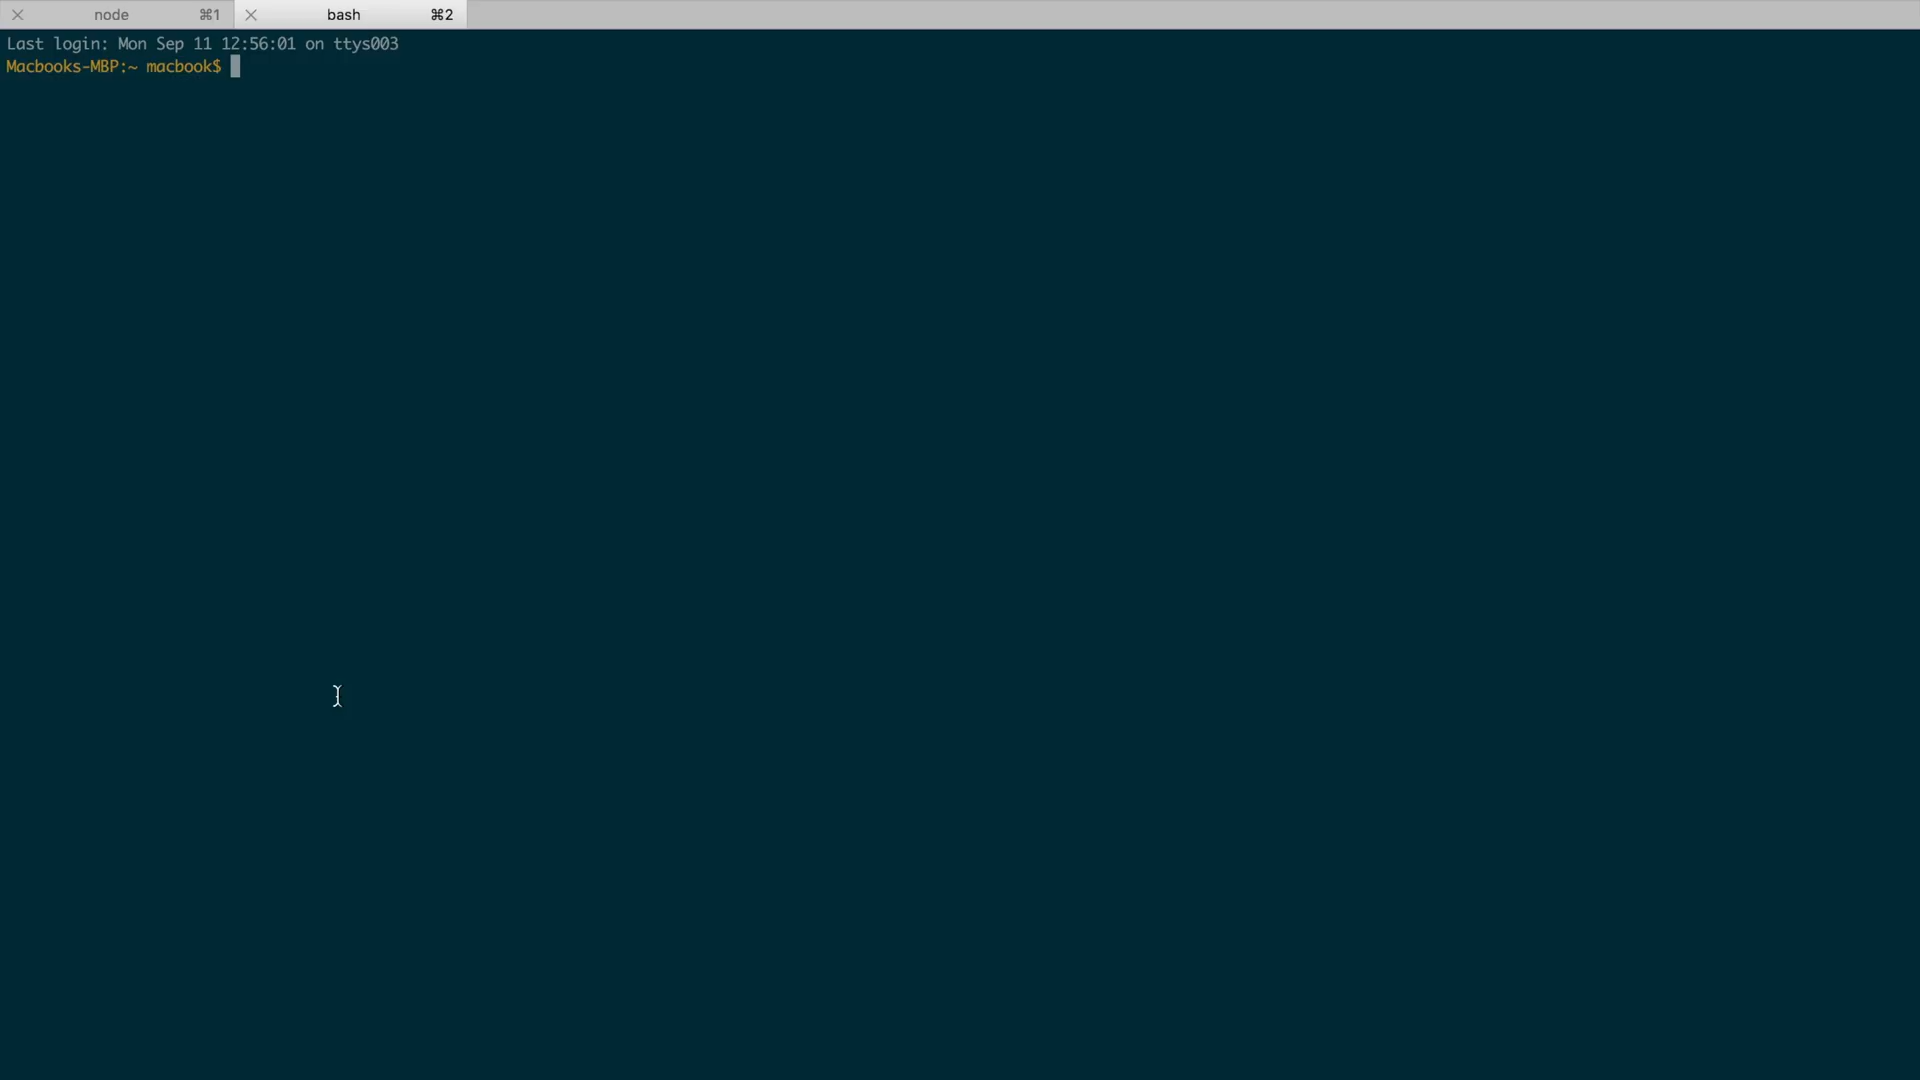 node ⌘1 bash ⌘2
Last login: Mon Sep 11 12:56:01 on ttys003
Macbooks-MBP:~ macbook$